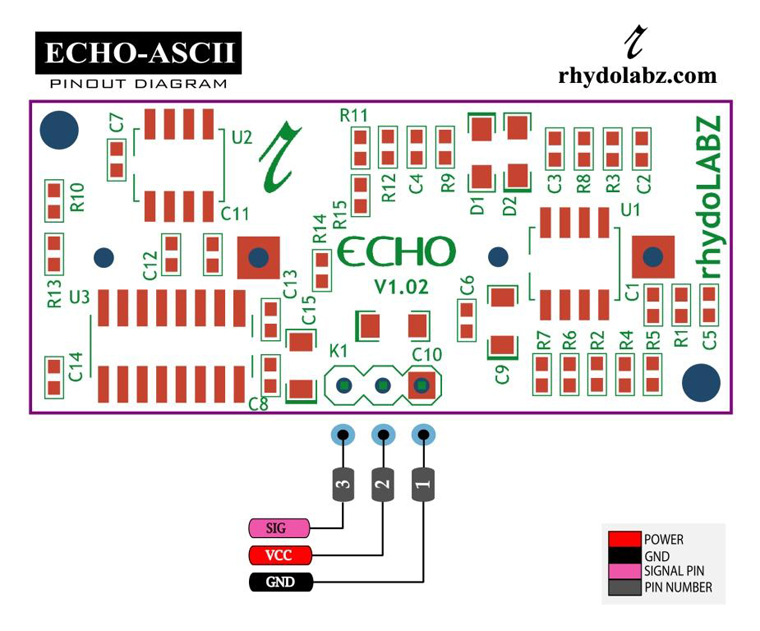 ECHO-ASCII
PINOUT DIAGRAM
rhydolabz.com
C7
U2
R11
R12
C4
R9
D1
D2
C3
R8
R3
C2
rhydoLABZ
R10
C11
R15
U1
R13
C12
R14
ECHO
V1.02
U3
C13
C15
C6
C1
R1
C5
C14
C8
K1
C10
C9
R7
R6
R2
R4
R5
3
2
1
SIG
VCC
GND
POWER
GND
SIGNAL PIN
PIN NUMBER